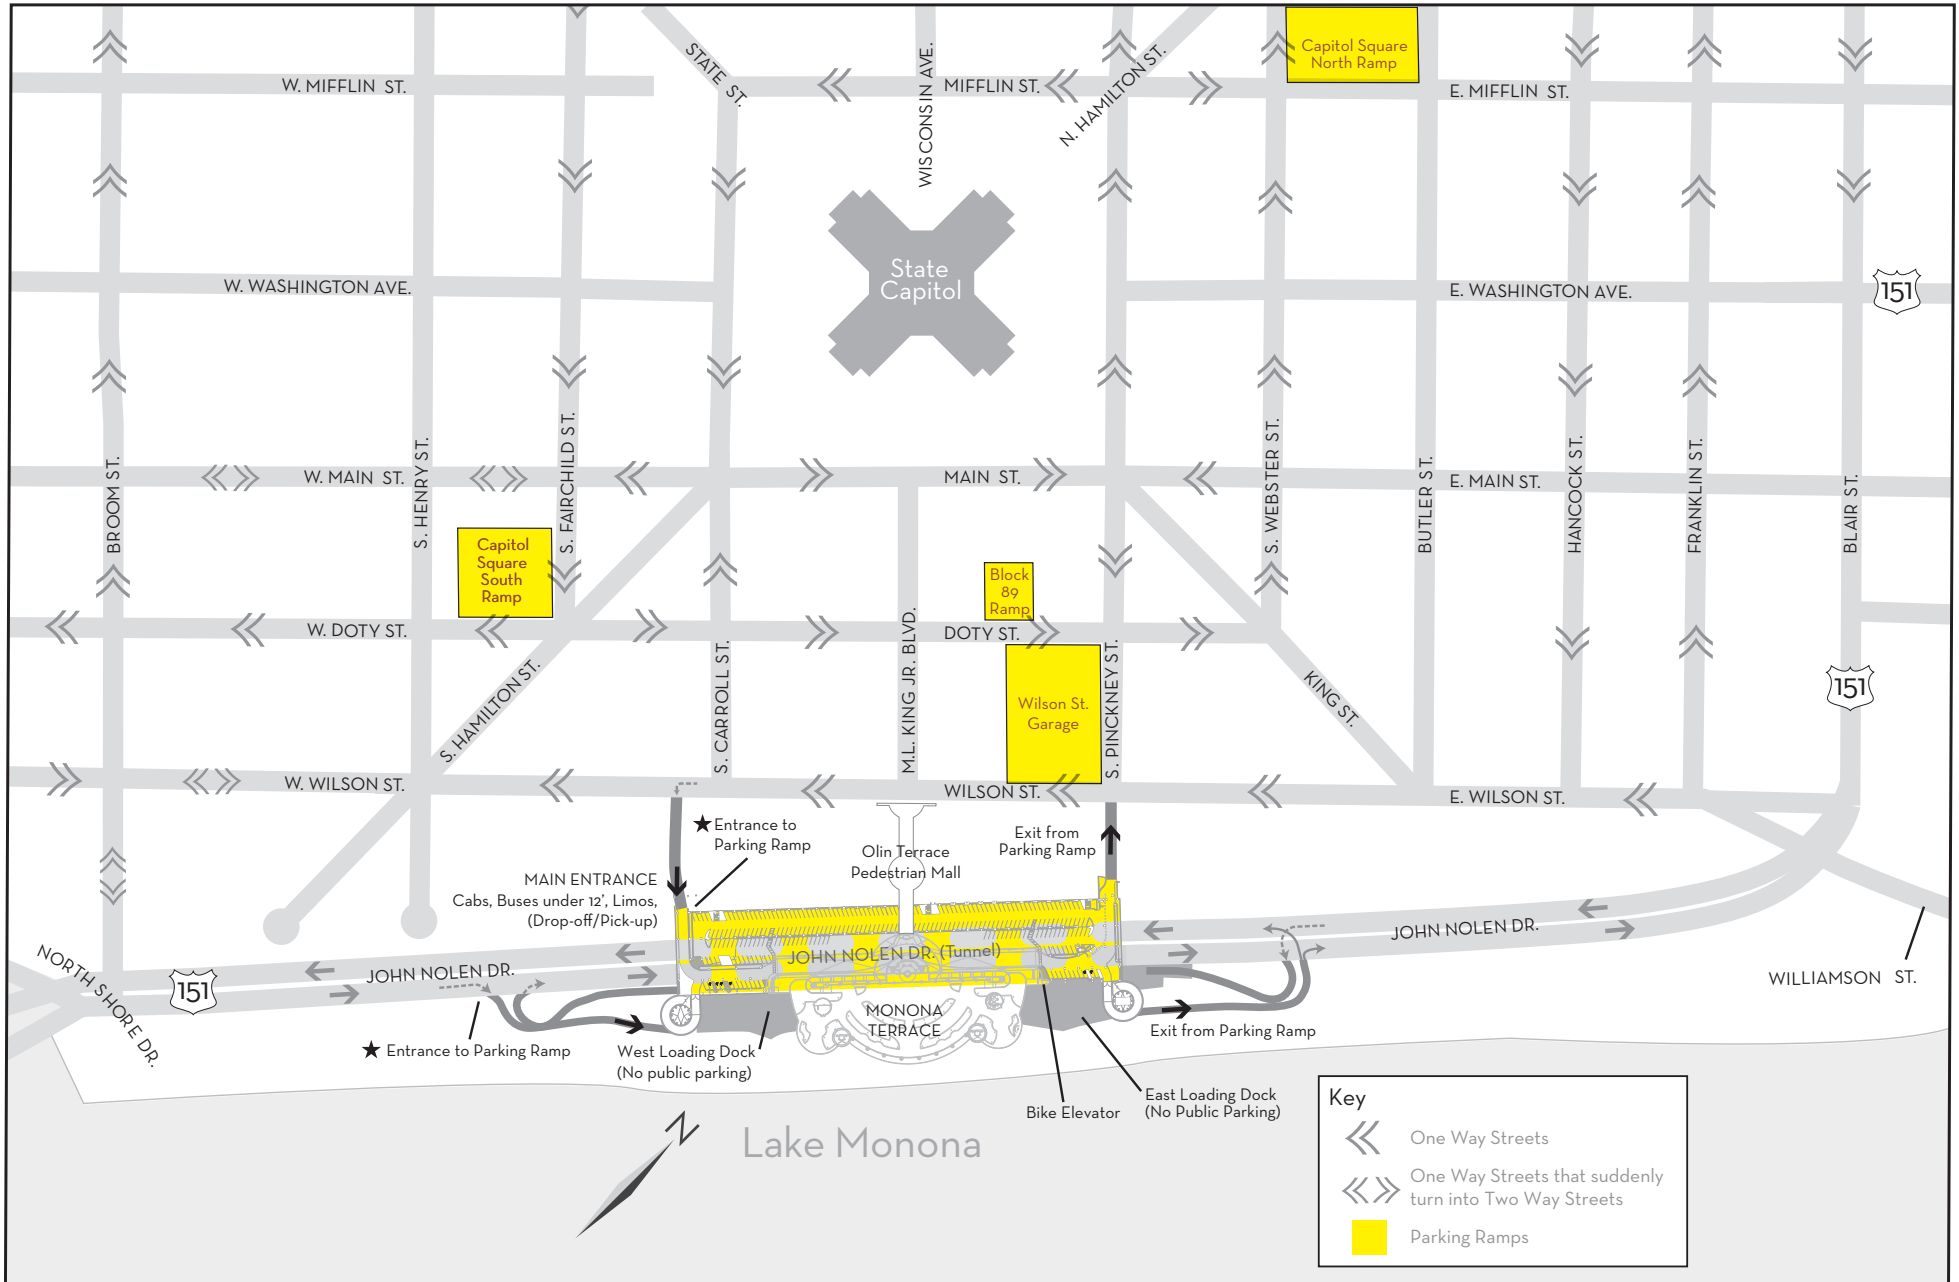 STATE ST.
WISCONSIN AVE.
N. HAMILTON ST.
Capitol Square
North Ramp
W. MIFFLIN ST.
MIFFLIN ST.
E. MIFFLIN ST.
State
Capitol
W. WASHINGTON AVE.
E. WASHINGTON AVE.
151
BROOM ST.
S. HENRY ST.
S. FAIRCHILD ST.
S. WEBSTER ST.
BUTLER ST.
HANCOCK ST.
FRANKLIN ST.
BLAIR ST.
W. MAIN ST.
MAIN ST.
E. MAIN ST.
Capitol
Square
South
Ramp
Block
89
Ramp
W. DOTY ST.
DOTY ST.
S. HAMILTON ST.
S. CARROLL ST.
M.L. KING JR. BLVD.
Wilson St.
Garage
S. PINCKNEY ST.
KING ST.
151
W. WILSON ST.
WILSON ST.
E. WILSON ST.
★ Entrance to
Parking Ramp
Olin Terrace
Pedestrian Mall
Exit from
Parking Ramp
MAIN ENTRANCE
Cabs, Buses under 12', Limos,
(Drop-off/Pick-up)
NORTH SHORE DR.
151
JOHN NOLEN DR.
JOHN NOLEN DR. (Tunnel)
JOHN NOLEN DR.
WILLIAMSON ST.
MONONA
TERRACE
★ Entrance to Parking Ramp
West Loading Dock
(No public parking)
Exit from Parking Ramp
Bike Elevator
East Loading Dock
(No Public Parking)
N
Lake Monona
Key
One Way Streets
One Way Streets that suddenly
turn into Two Way Streets
Parking Ramps